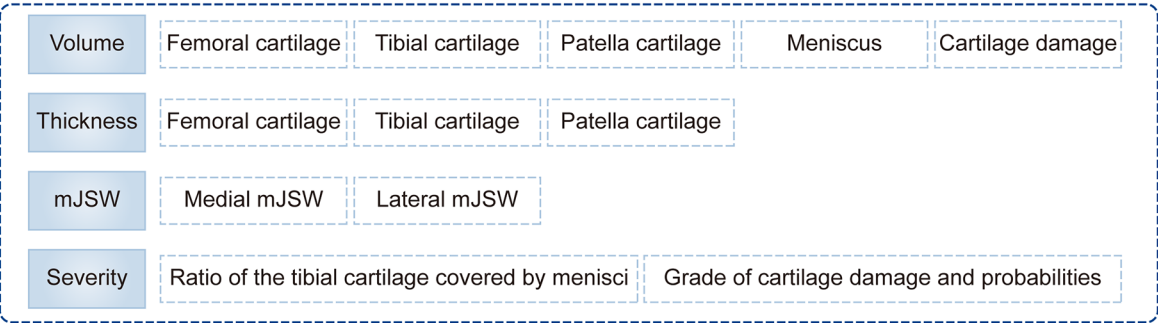 Volume Femoral cartilage Tibial cartilage Patella cartilage Meniscus Cartilage damage
Thickness Femoral cartilage Tibial cartilage Patella cartilage
mJSW Medial mJSW Lateral mJSW
Severity Ratio of the tibial cartilage covered by menisci Grade of cartilage damage and probabilities